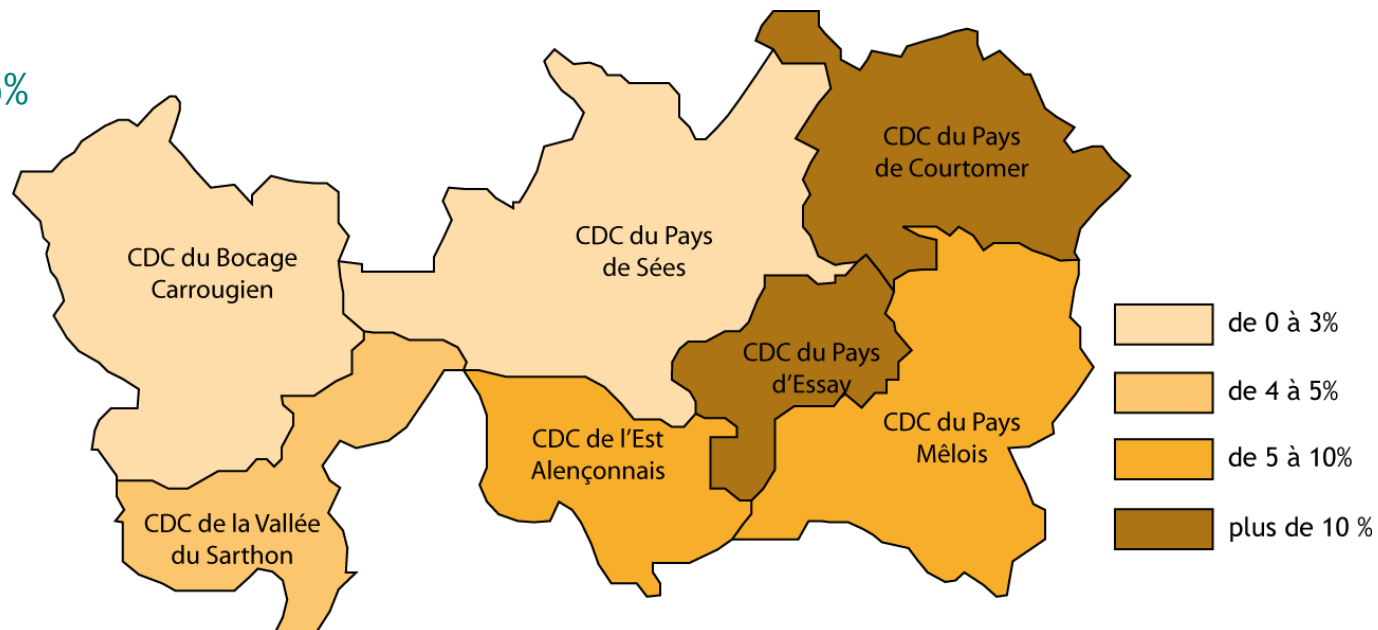 %
CDC du Pays
de Courtomer
CDC du Pays
de Sées
CDC du Bocage
Carrougien
CDC du Pays
d'Essay
CDC du Pays
Mêlois
CDC de l'Est
Alençonnais
CDC de la Vallée
du Sarthon
de 0 à 3%
de 4 à 5%
de 5 à 10%
plus de 10 %